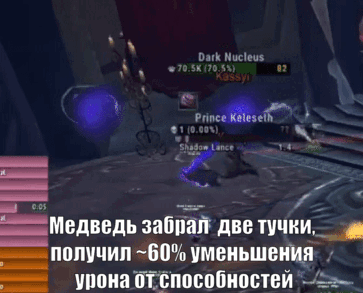 Dark Nucleus
70.5K (70.5%) 82
Kassyi
Prince Keleseth
1 (0.00%) 77
Shadow Lance 1.4
0:05
Медведь забрал две тучки,
получил ~60% уменьшения
урона от способностей